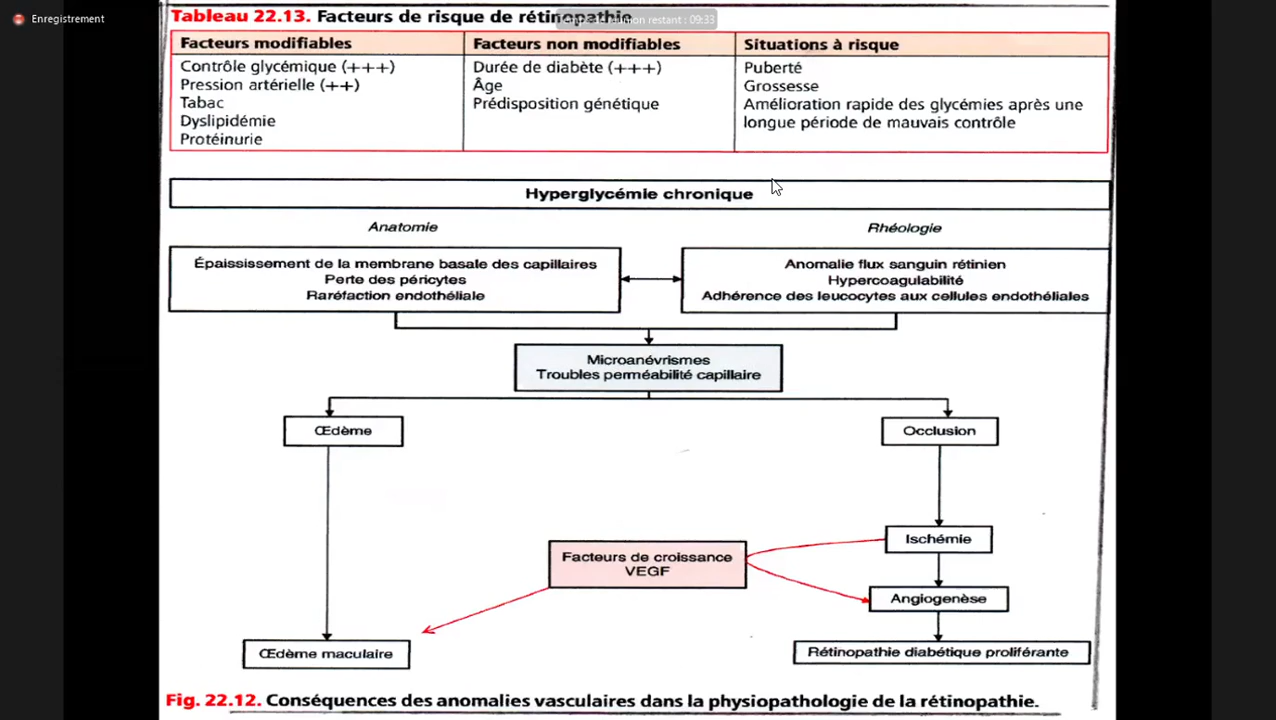 Enregistrement
Tableau 22.13. Facteurs de risque de rétinopathie
restant : 09:33
Facteurs modifiables
Contrôle glycémique (+++)
Pression artérielle (++)
Tabac
Dyslipidémie
Protéinurie
Facteurs non modifiables
Durée de diabète (+++)
Âge
Prédisposition génétique
Situations à risque
Puberté
Grossesse
Amélioration rapide des glycémies après une
longue période de mauvais contrôle
Hyperglycémie chronique
Anatomie
Rhéologie
Épaississement de la membrane basale des capillaires
Perte des péricytes
Raréfaction endothéliale
Anomalie flux sanguin rétinien
Hypercoagulabilité
Adhérence des leucocytes aux cellules endothéliales
Microanévrismes
Troubles perméabilité capillaire
Œdème
Occlusion
Ischémie
Facteurs de croissance
VEGF
Angiogenèse
Œdème maculaire
Rétinopathie diabétique proliférante
Fig. 22.12. Conséquences des anomalies vasculaires dans la physiopathologie de la rétinopathie.